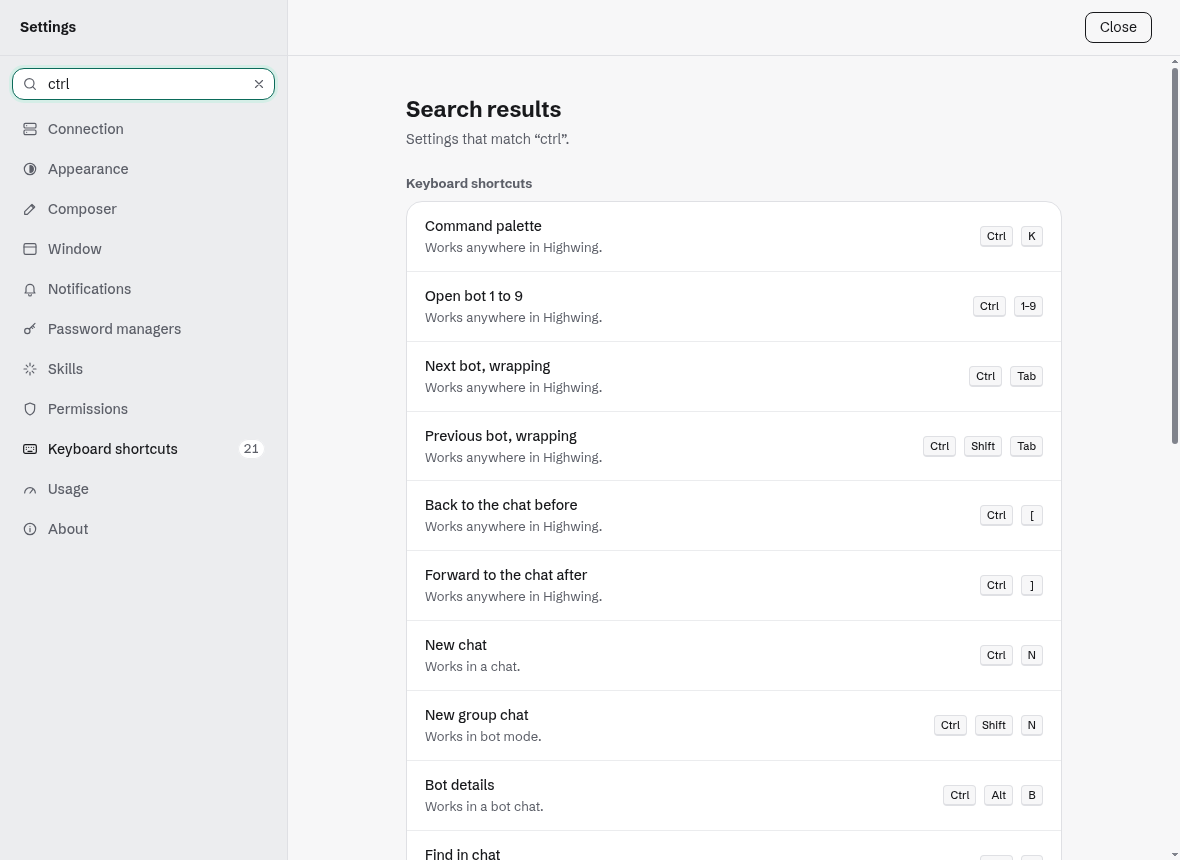 Settings
Close
ctrl
Connection
Appearance
Composer
Window
Notifications
Password managers
Skills
Permissions
Keyboard shortcuts 21
Usage
About
Search results
Settings that match “ctrl”.
Keyboard shortcuts
Command palette
Works anywhere in Highwing.
Ctrl K
Open bot 1 to 9
Works anywhere in Highwing.
Ctrl 1–9
Next bot, wrapping
Works anywhere in Highwing.
Ctrl Tab
Previous bot, wrapping
Works anywhere in Highwing.
Ctrl Shift Tab
Back to the chat before
Works anywhere in Highwing.
Ctrl [
Forward to the chat after
Works anywhere in Highwing.
Ctrl ]
New chat
Works in a chat.
Ctrl N
New group chat
Works in bot mode.
Ctrl Shift N
Bot details
Works in a bot chat.
Ctrl Alt B
Find in chat